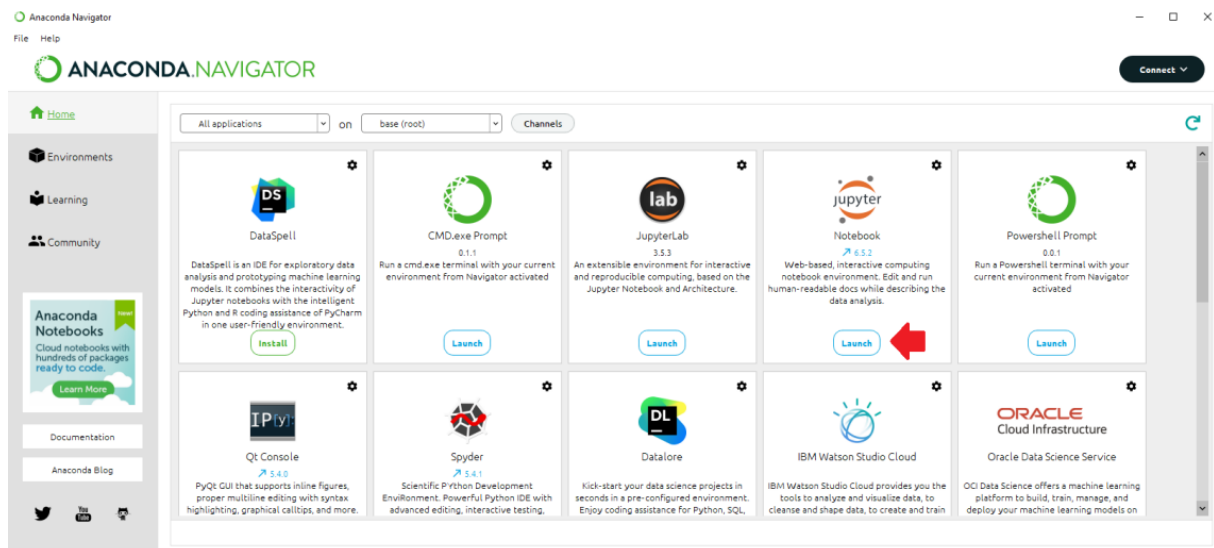 Anaconda Navigator
File Help
ANACONDA.NAVIGATOR
Connect
Home
All applications on base (root) Channels
Environments
Learning
Community
DS
DataSpell
DataSpell is an IDE for exploratory data
analysis and prototyping machine learning
models. It combines the interactivity of
Jupyter notebooks with the intelligent
Python and R coding assistance of PyCharm
in one user-friendly environment.
Install
CMD.exe Prompt
0.1.1
Run a cmd.exe terminal with your current
environment from Navigator activated
Launch
lab
JupyterLab
3.5.3
An extensible environment for interactive
and reproducible computing, based on the
Jupyter Notebook and Architecture.
Launch
jupyter
Notebook
6.5.2
Web-based, interactive computing
notebook environment. Edit and run
human-readable docs while describing the
data analysis.
Launch
Powershell Prompt
0.0.1
Run a Powershell terminal with your
current environment from Navigator
activated
Launch
Anaconda
Notebooks
New!
Cloud notebooks with
hundreds of packages
ready to code.
Learn More
Documentation
Anaconda Blog
You
Tube
IP[y]:
Qt Console
5.4.0
PyQt GUI that supports inline figures,
proper multiline editing with syntax
highlighting, graphical calltips, and more.
Spyder
5.4.1
Scientific PYthon Development
EnviRonment. Powerful Python IDE with
advanced editing, interactive testing,
DL
Datalore
Kick-start your data science projects in
seconds in a pre-configured environment.
Enjoy coding assistance for Python, SQL,
IBM Watson Studio Cloud
IBM Watson Studio Cloud provides you the
tools to analyze and visualize data, to
cleanse and shape data, to create and train
ORACLE
Cloud Infrastructure
Oracle Data Science Service
OCI Data Science offers a machine learning
platform to build, train, manage, and
deploy your machine learning models on